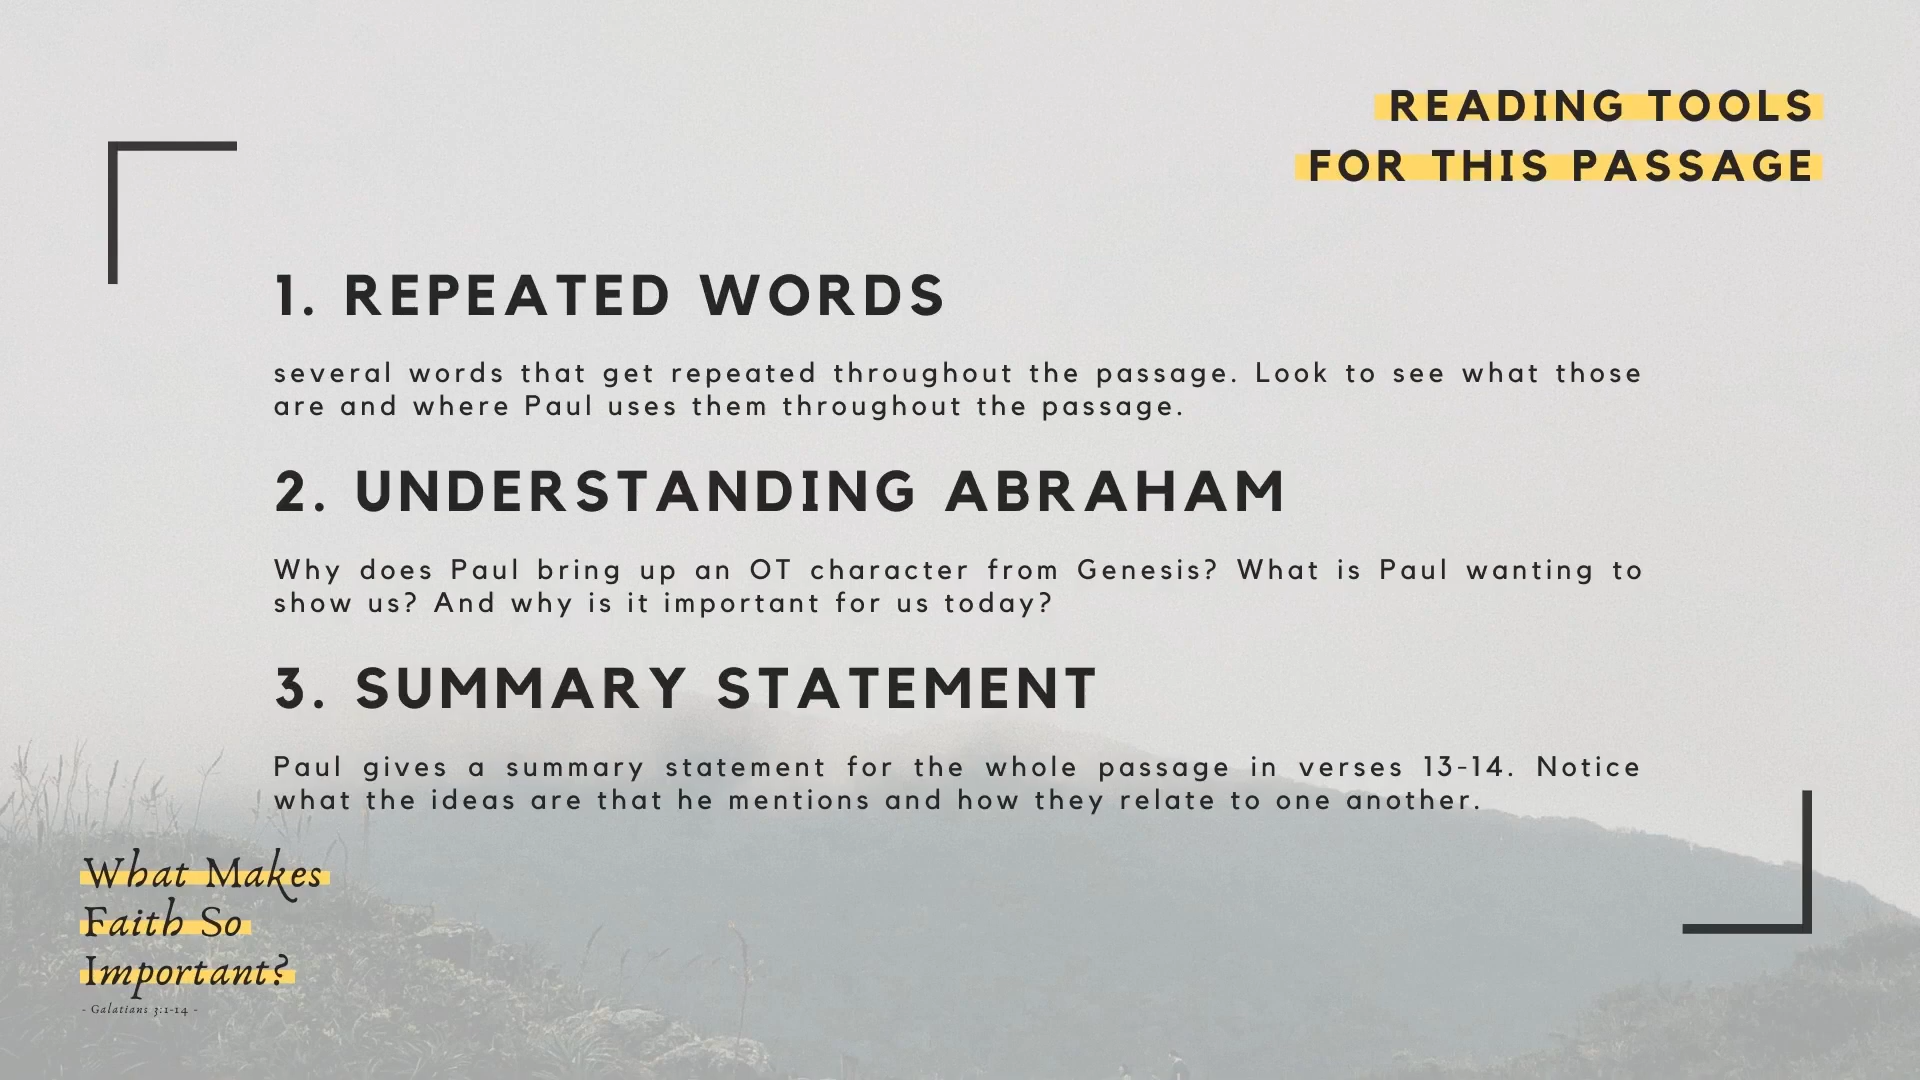 READING TOOLS
FOR THIS PASSAGE
1. REPEATED WORDS
several words that get repeated throughout the passage. Look to see what those
are and where Paul uses them throughout the passage.
2. UNDERSTANDING ABRAHAM
Why does Paul bring up an OT character from Genesis? What is Paul wanting to
show us? And why is it important for us today?
3. SUMMARY STATEMENT
Paul gives a summary statement for the whole passage in verses 13-14. Notice
what the ideas are that he mentions and how they relate to one another.
What Makes
Faith So
Important?
- Galatians 3:1-14 -